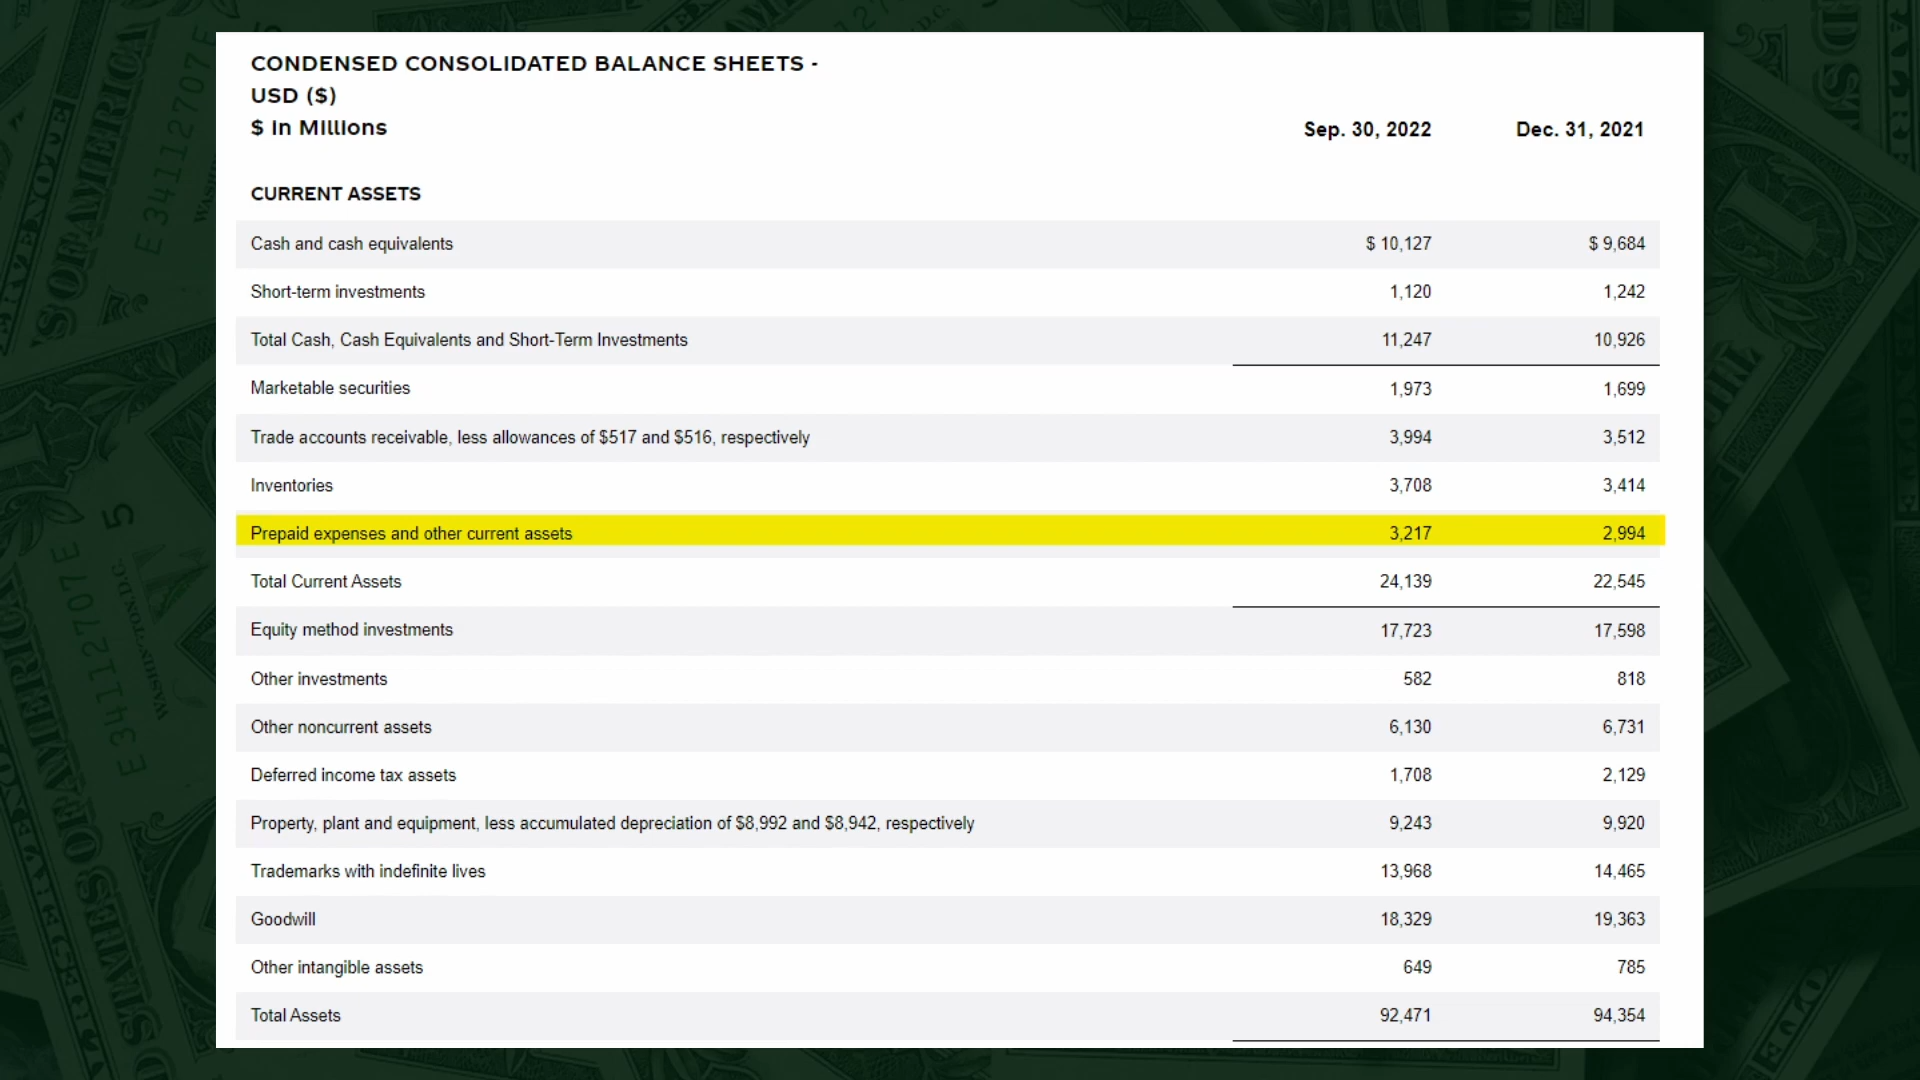 CONDENSED CONSOLIDATED BALANCE SHEETS -
USD ($)
$ in Millions Sep. 30, 2022 Dec. 31, 2021
CURRENT ASSETS
Cash and cash equivalents $ 10,127 $ 9,684
Short-term investments 1,120 1,242
Total Cash, Cash Equivalents and Short-Term Investments 11,247 10,926
Marketable securities 1,973 1,699
Trade accounts receivable, less allowances of $517 and $516, respectively 3,994 3,512
Inventories 3,708 3,414
Prepaid expenses and other current assets 3,217 2,994
Total Current Assets 24,139 22,545
Equity method investments 17,723 17,598
Other investments 582 818
Other noncurrent assets 6,130 6,731
Deferred income tax assets 1,708 2,129
Property, plant and equipment, less accumulated depreciation of $8,992 and $8,942, respectively 9,243 9,920
Trademarks with indefinite lives 13,968 14,465
Goodwill 18,329 19,363
Other intangible assets 649 785
Total Assets 92,471 94,354